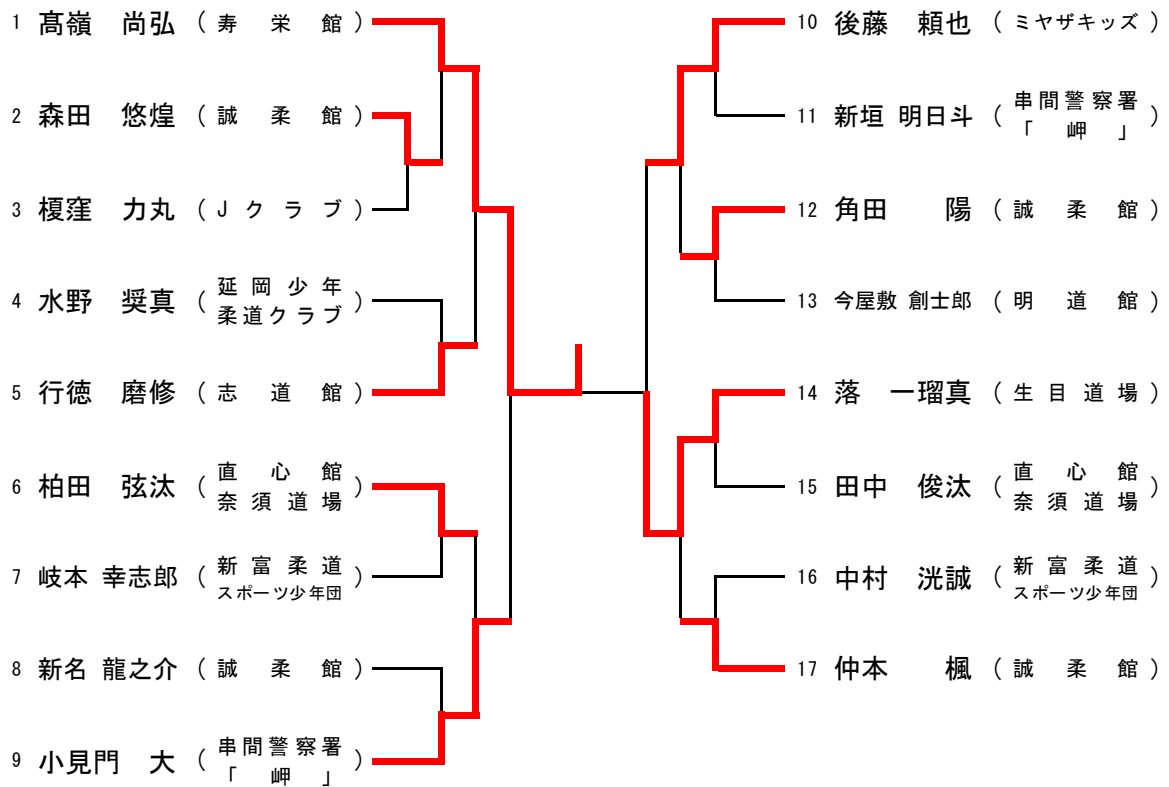 1 髙嶺 尚弘 (寿栄館)
2 森田 悠煌 (誠柔館)
3 榎窪 力丸 (Jクラブ)
4 水野 奨真 (延岡少年
柔道クラブ)
5 行徳 磨修 (志道館)
6 柏田 弦汰 (直心館
奈須道場)
7 岐本 幸志郎 (新富柔道
スポーツ少年団)
8 新名 龍之介 (誠柔館)
9 小見門 大 (串間警察署
「岬」)
10 後藤 頼也 (ミヤザキッズ)
11 新垣 明日斗 (串間警察署
「岬」)
12 角田 陽 (誠柔館)
13 今屋敷 創士郎 (明道館)
14 落 一瑠真 (生目道場)
15 田中 俊汰 (直心館
奈須道場)
16 中村 洸誠 (新富柔道
スポーツ少年団)
17 仲本 楓 (誠柔館)